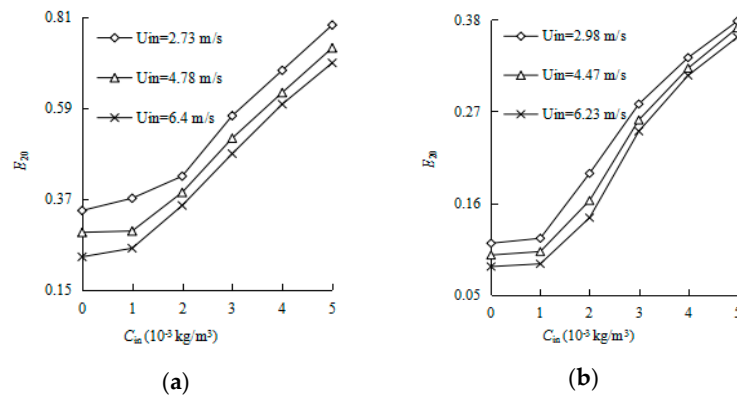 0.81
0.59
0.37
0.15
E20
Uin=2.73 m/s
Uin=4.78 m/s
Uin=6.4 m/s
0 1 2 3 4 5
Cin (10-3 kg/m3)
(a)
0.38
0.27
0.16
0.05
E20
Uin=2.98 m/s
Uin=4.47 m/s
Uin=6.23 m/s
0 1 2 3 4 5
Cin (10-3 kg/m3)
(b)